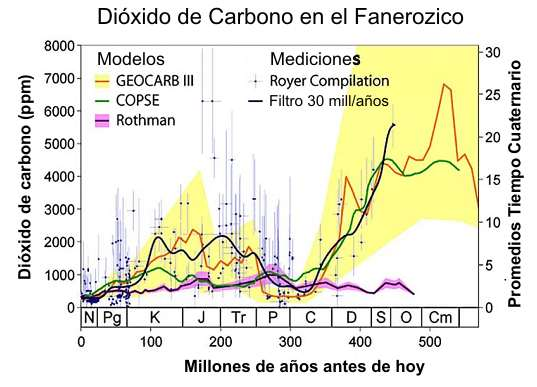 Dióxido de Carbono en el Fanerozico
Modelos
GEOCARB III
COPSE
Rothman
Mediciones
Royer Compilation
Filtro 30 mill/años
Dióxido de carbono (ppm)
8000
7000
6000
5000
4000
3000
2000
1000
0
30
25
20
15
10
5
0
Promedios Tiempo Cuaternario
N Pg K J Tr P C D S O Cm
0 100 200 300 400 500
Millones de años antes de hoy